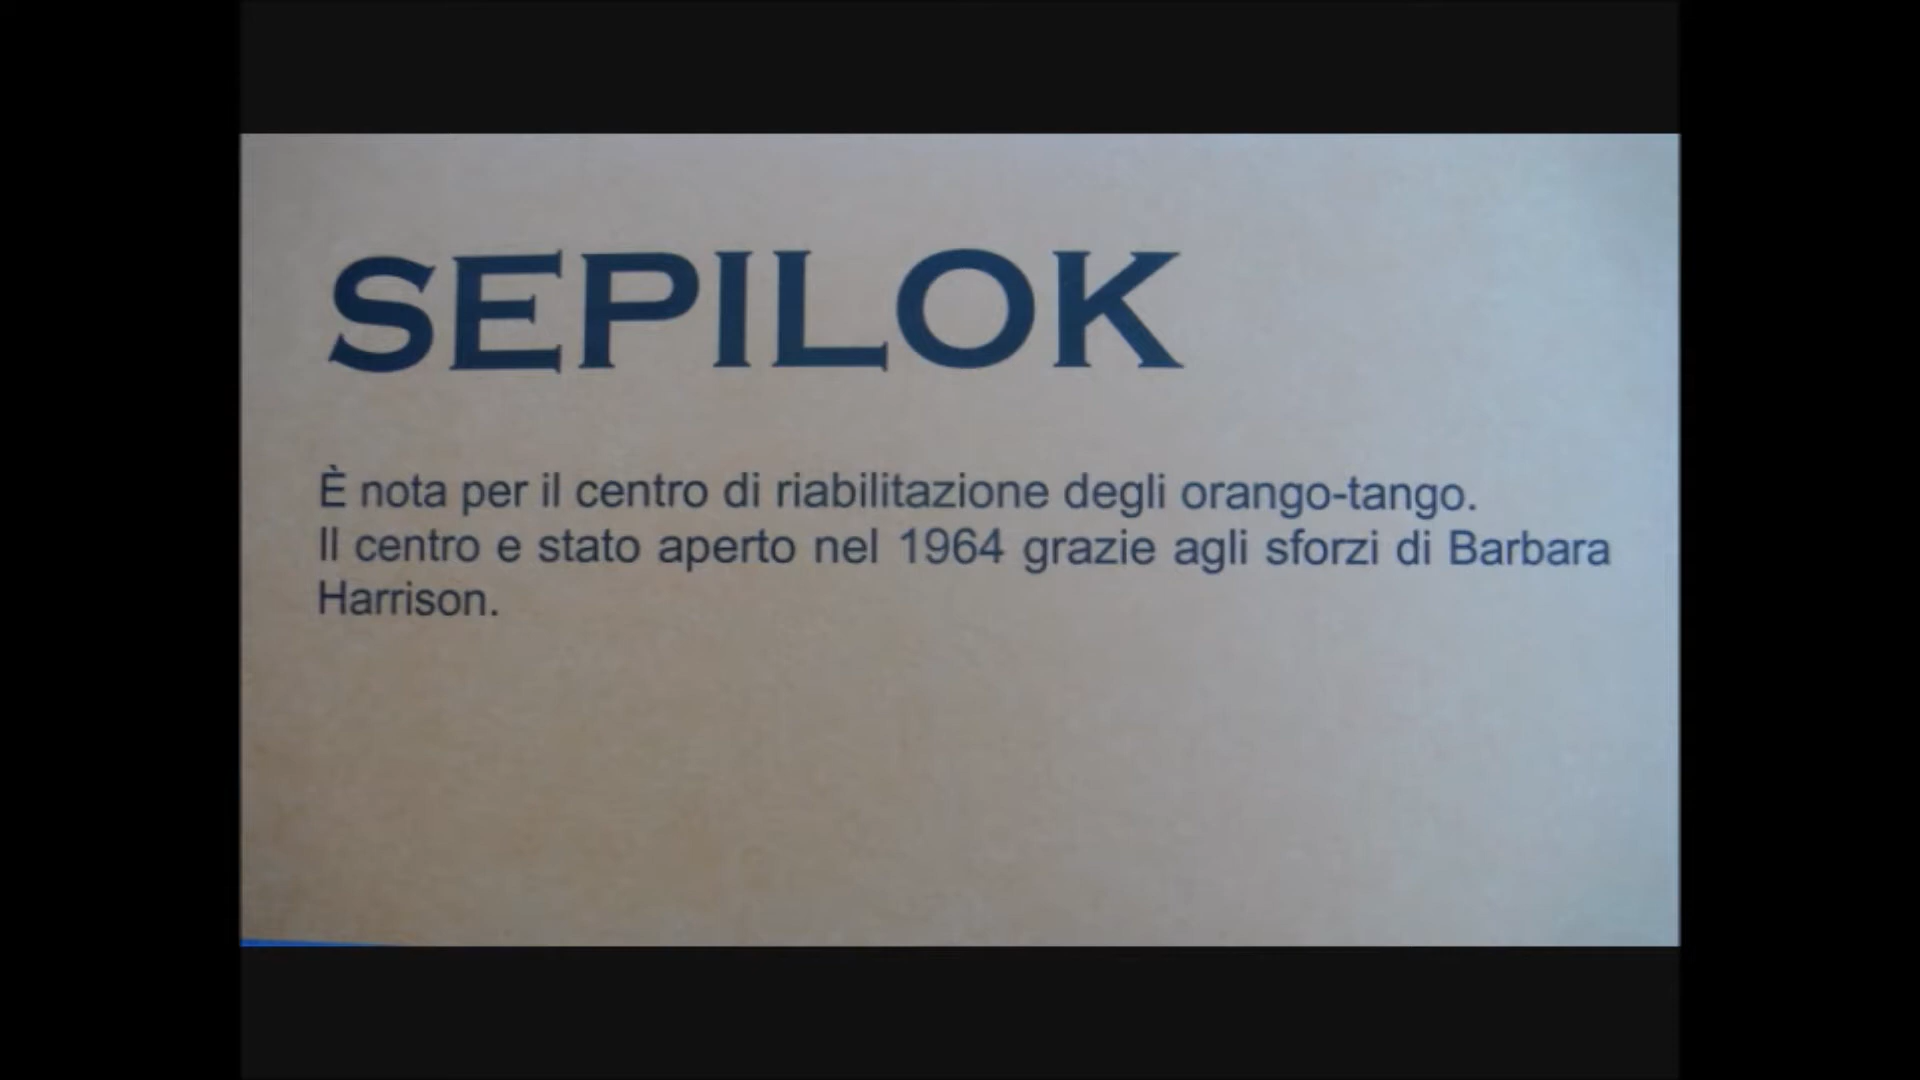 SEPILOK
È nota per il centro di riabilitazione degli orango-tango.
Il centro e stato aperto nel 1964 grazie agli sforzi di Barbara
Harrison.